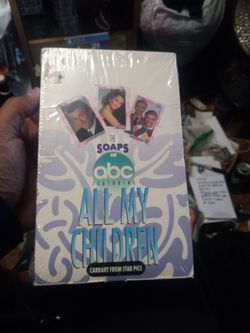 THE
SOAPS
OF
abc
FEATURING
ALL MY
CHILDREN
CARDART FROM STAR PICS